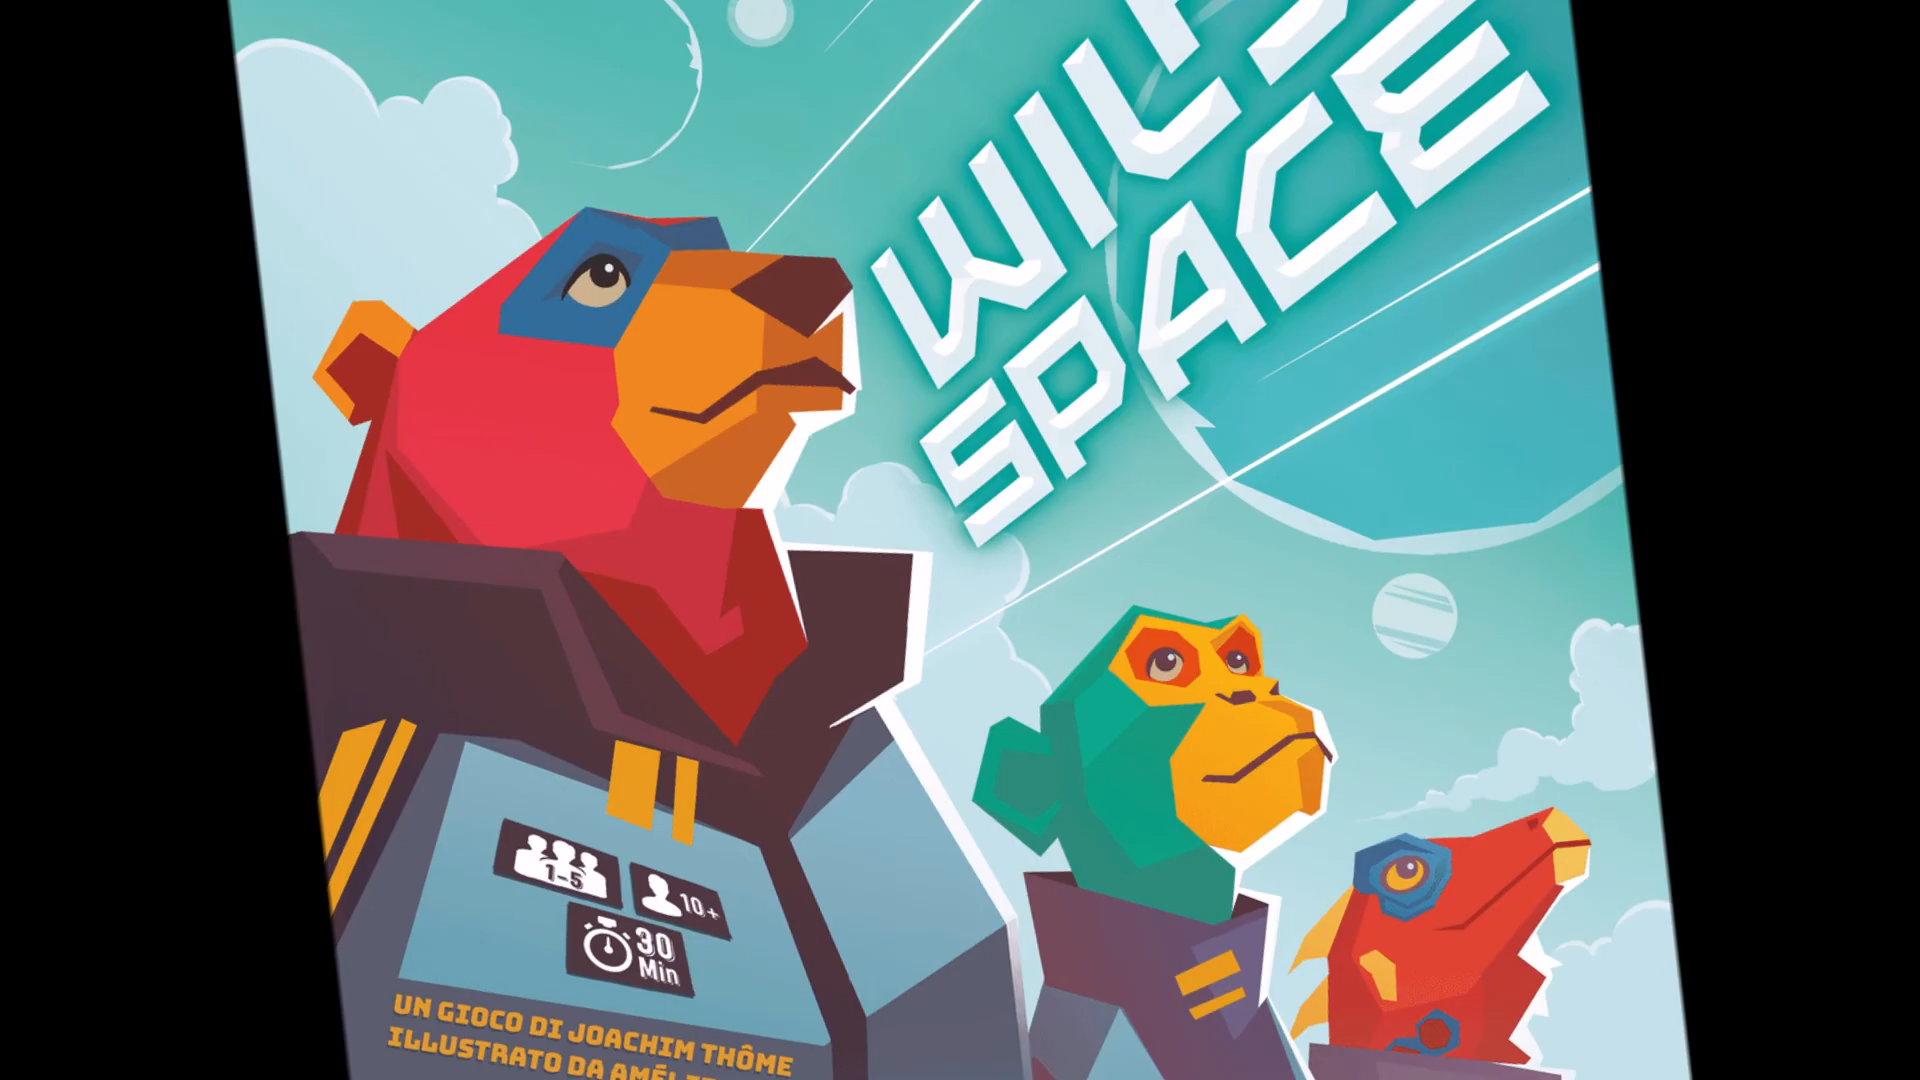 WILD
SPACE
1-5
10+
30
Min
UN GIOCO DI JOACHIM THÔME
ILLUSTRATO DA